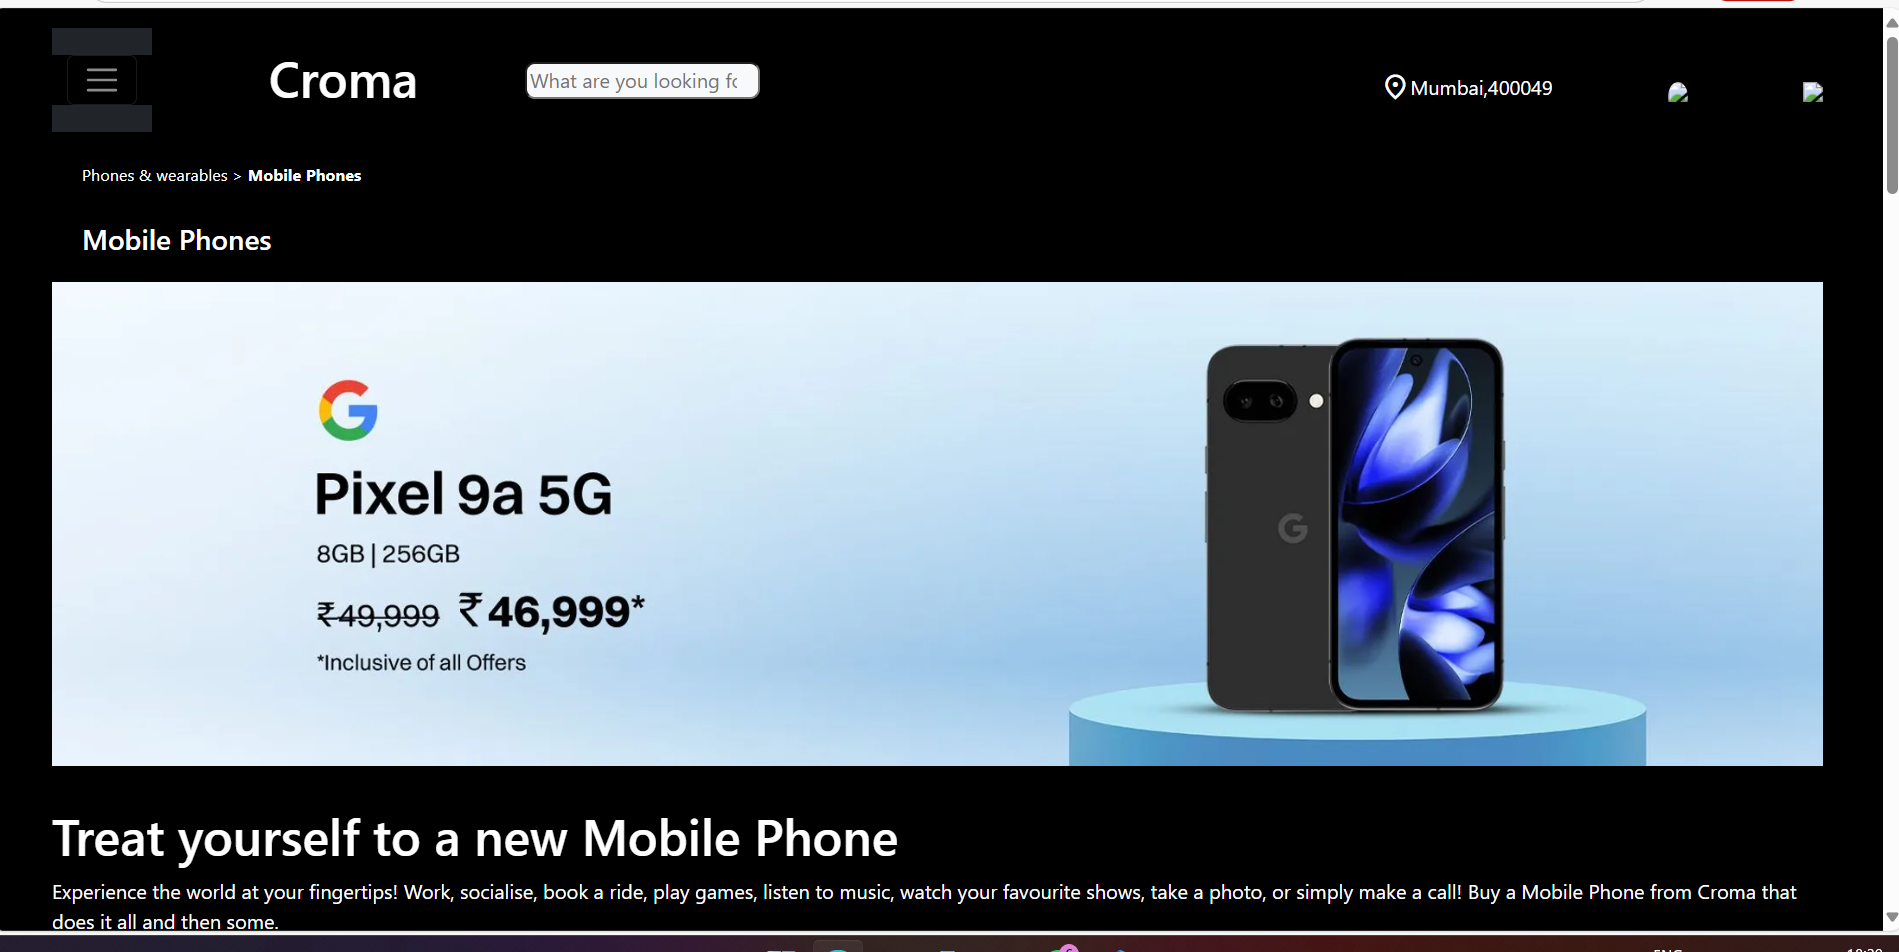 Croma
What are you looking fo
Mumbai,400049
Phones & wearables > Mobile Phones
Mobile Phones
Pixel 9a 5G
8GB | 256GB
₹49,999 ₹46,999*
*Inclusive of all Offers
Treat yourself to a new Mobile Phone
Experience the world at your fingertips! Work, socialise, book a ride, play games, listen to music, watch your favourite shows, take a photo, or simply make a call! Buy a Mobile Phone from Croma that
does it all and then some.